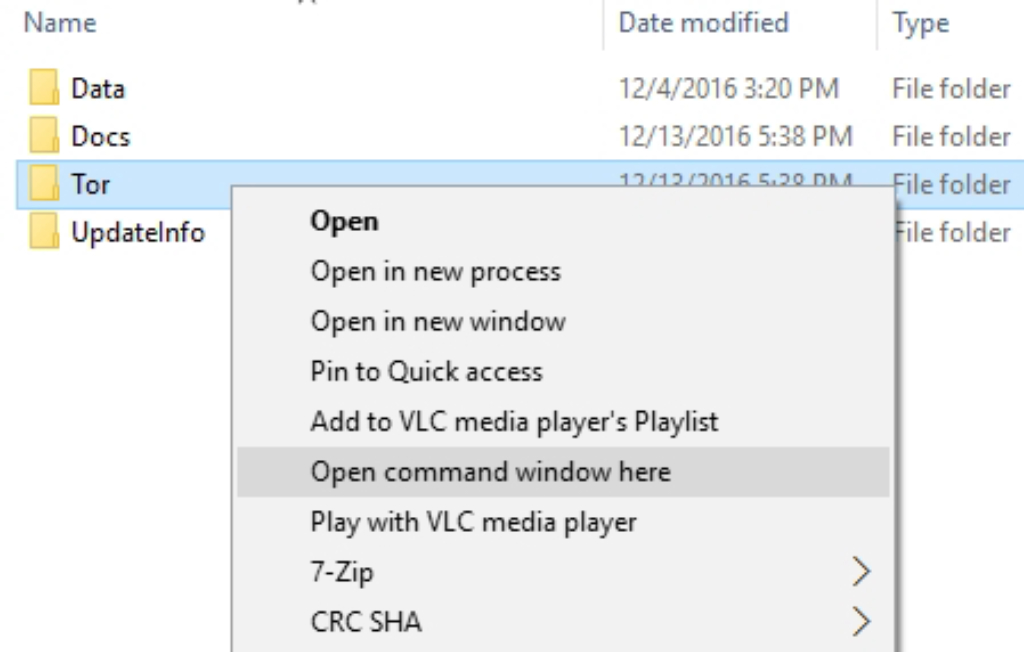 Name Date modified Type
Data 12/4/2016 3:20 PM File folder
Docs 12/13/2016 5:38 PM File folder
Tor 12/13/2016 5:38 PM File folder
UpdateInfo File folder
Open
Open in new process
Open in new window
Pin to Quick access
Add to VLC media player's Playlist
Open command window here
Play with VLC media player
7-Zip
CRC SHA